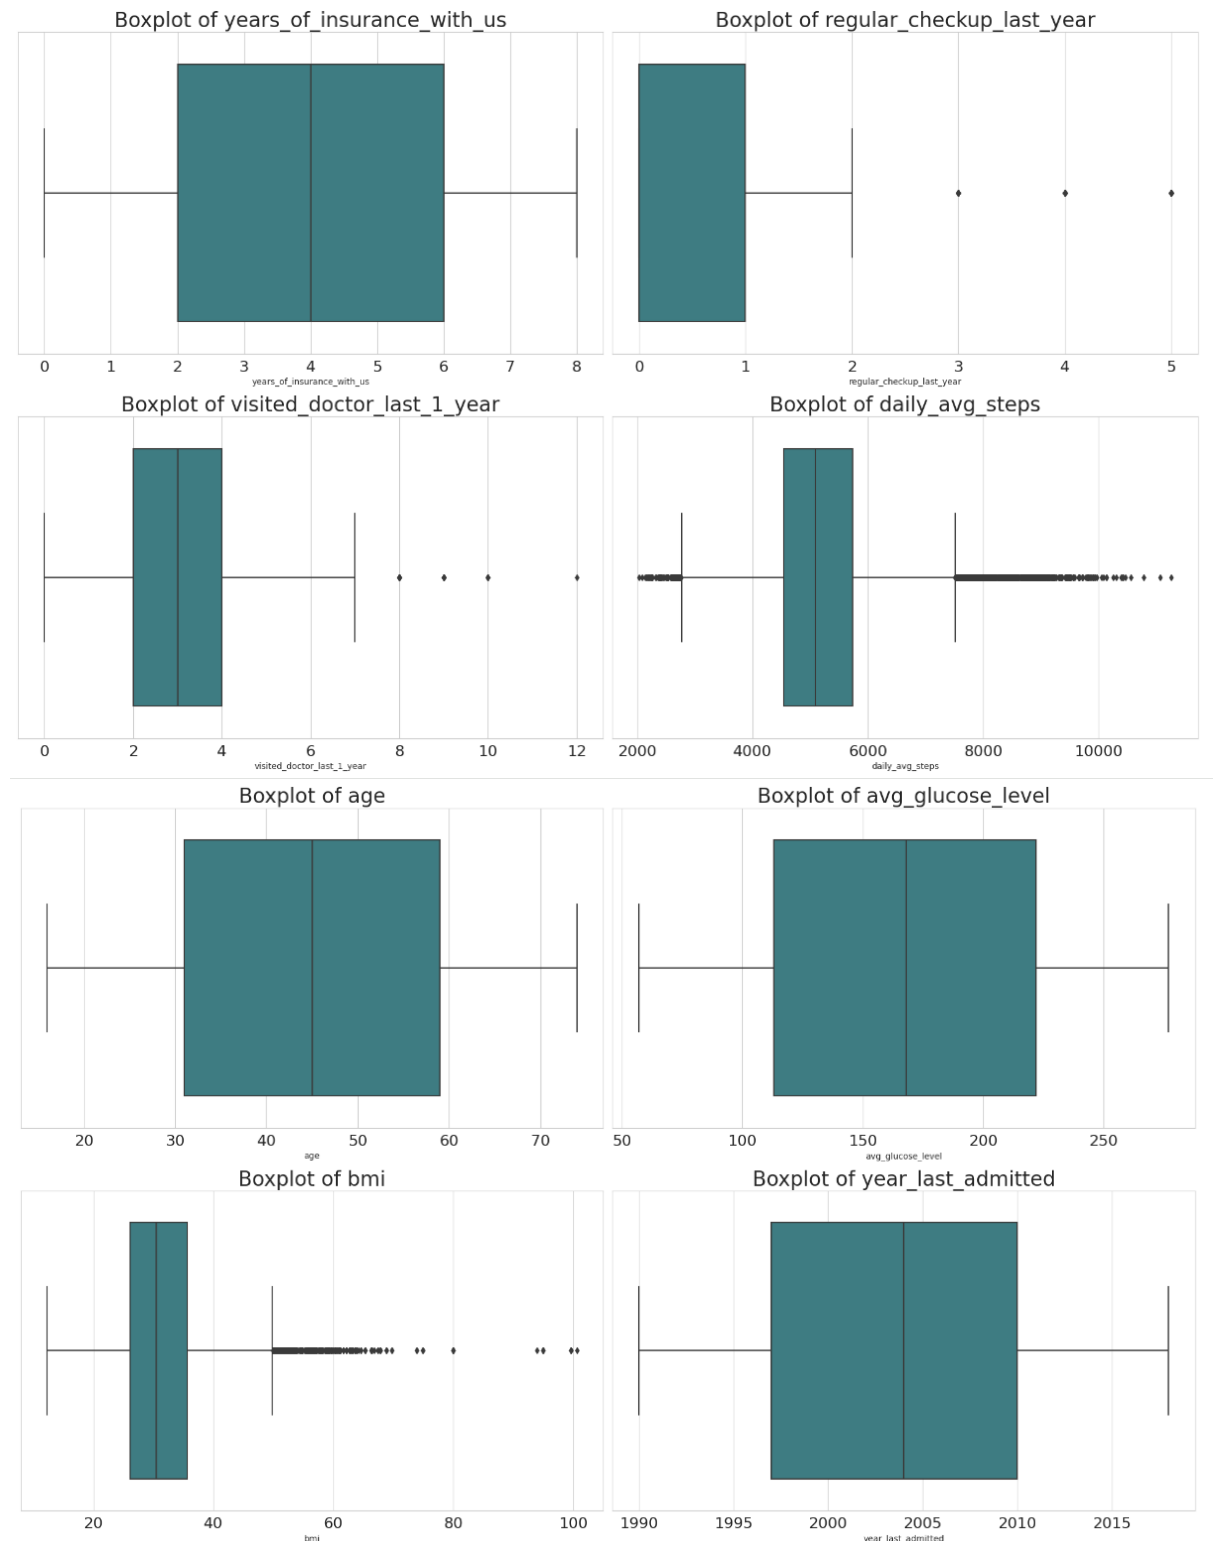 Boxplot of years_of_insurance_with_us
0 1 2 3 4 5 6 7 8
years_of_insurance_with_us
Boxplot of regular_checkup_last_year
0 1 2 3 4 5
regular_checkup_last_year
Boxplot of visited_doctor_last_1_year
0 2 4 6 8 10 12
visited_doctor_last_1_year
Boxplot of daily_avg_steps
2000 4000 6000 8000 10000
daily_avg_steps
Boxplot of age
20 30 40 50 60 70
age
Boxplot of avg_glucose_level
50 100 150 200 250
avg_glucose_level
Boxplot of bmi
20 40 60 80 100
bmi
Boxplot of year_last_admitted
1990 1995 2000 2005 2010 2015
year_last_admitted